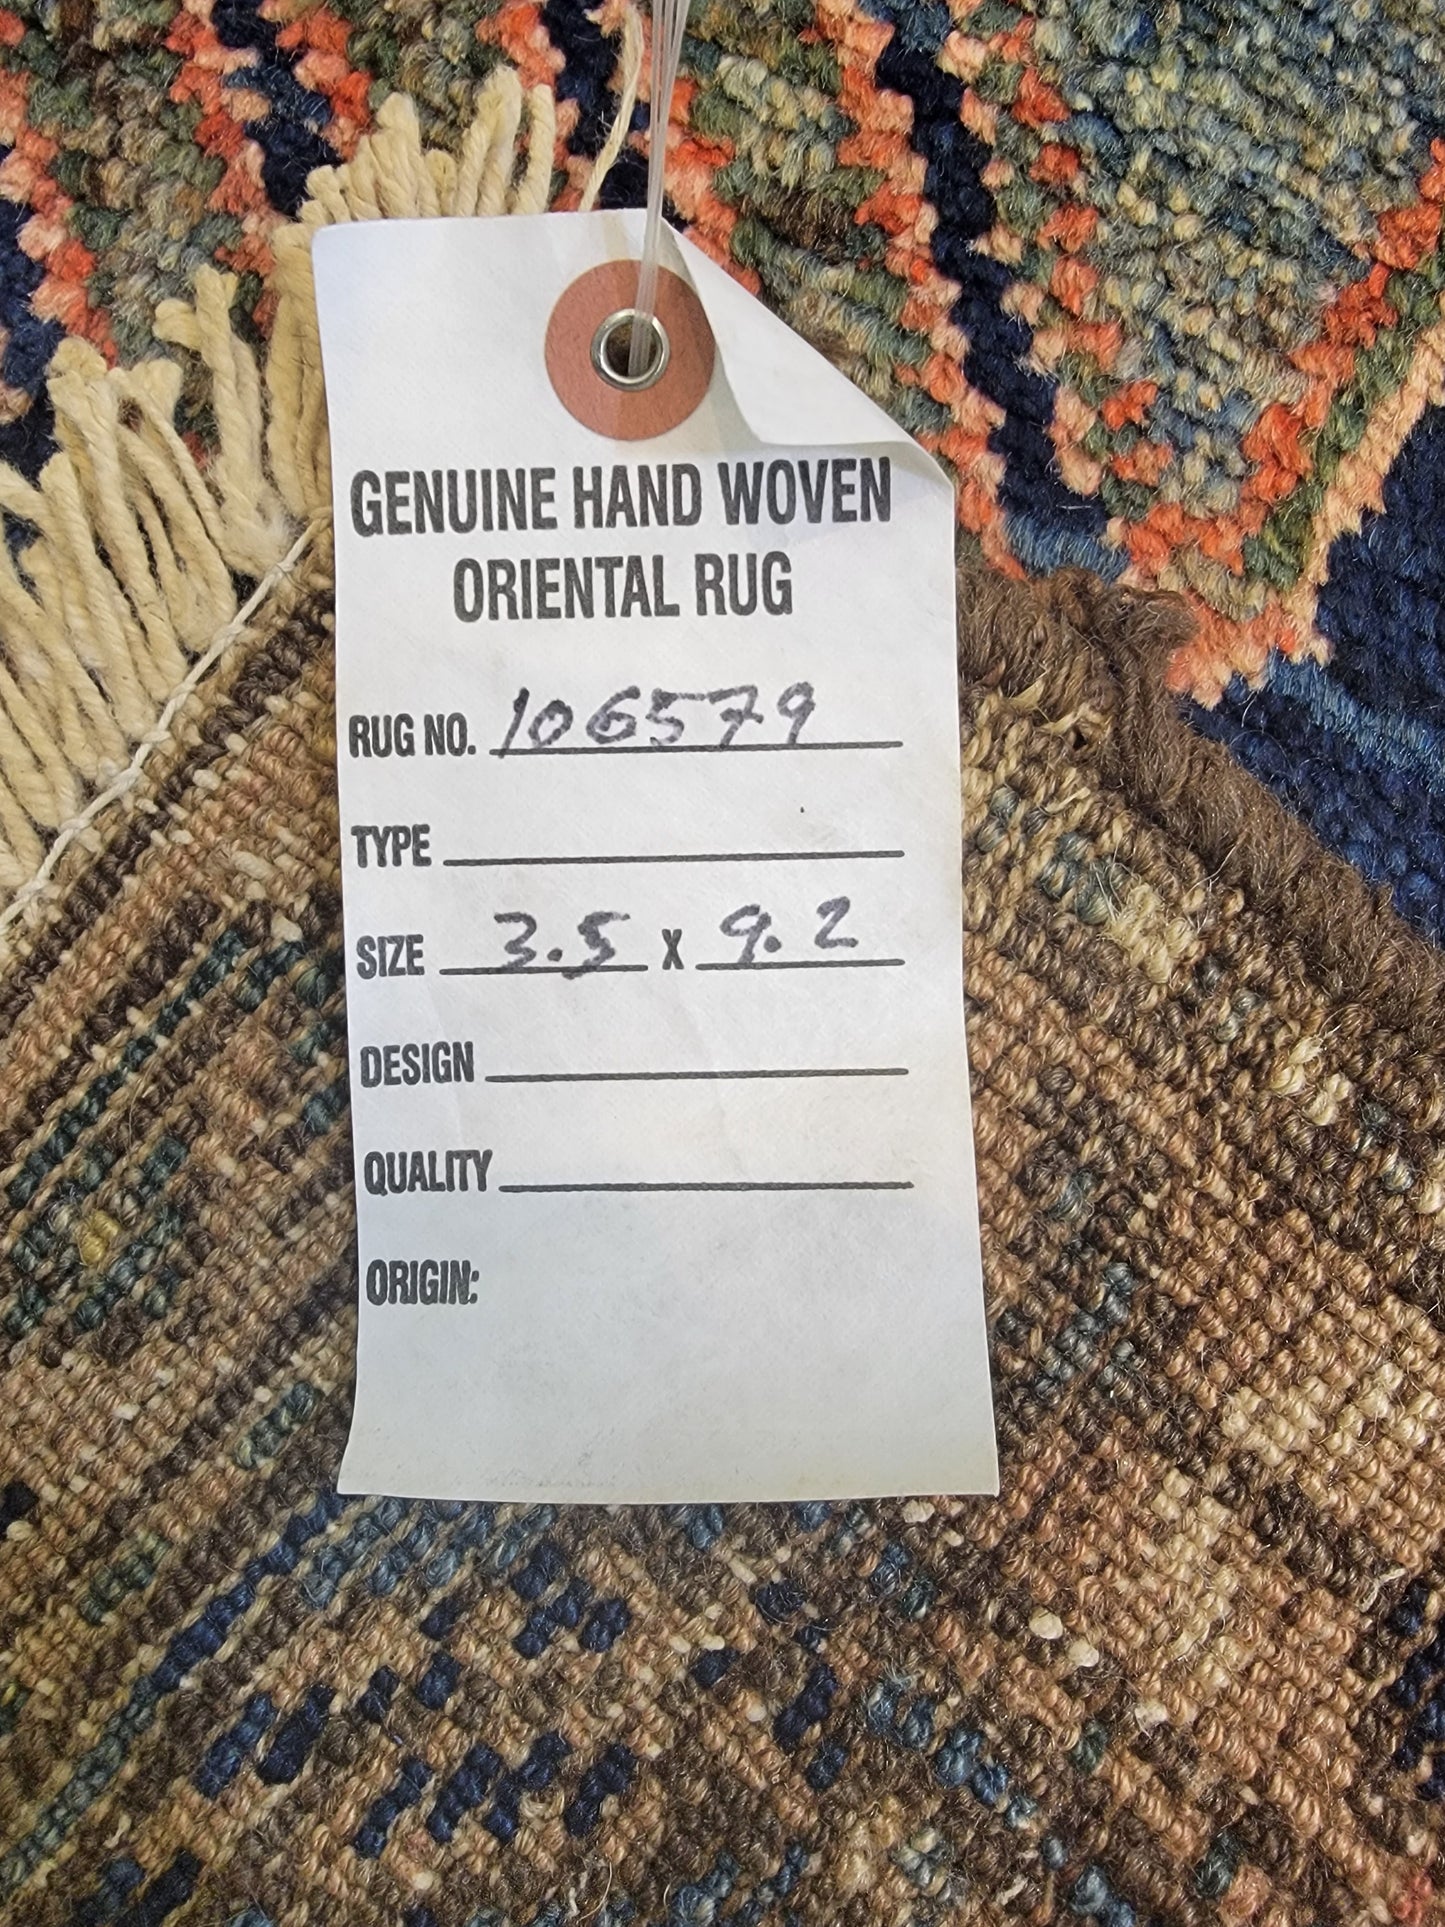 GENUINE HAND WOVEN
ORIENTAL RUG
RUG NO. 106579
TYPE
SIZE 3.5 X 9.2
DESIGN
QUALITY
ORIGIN: